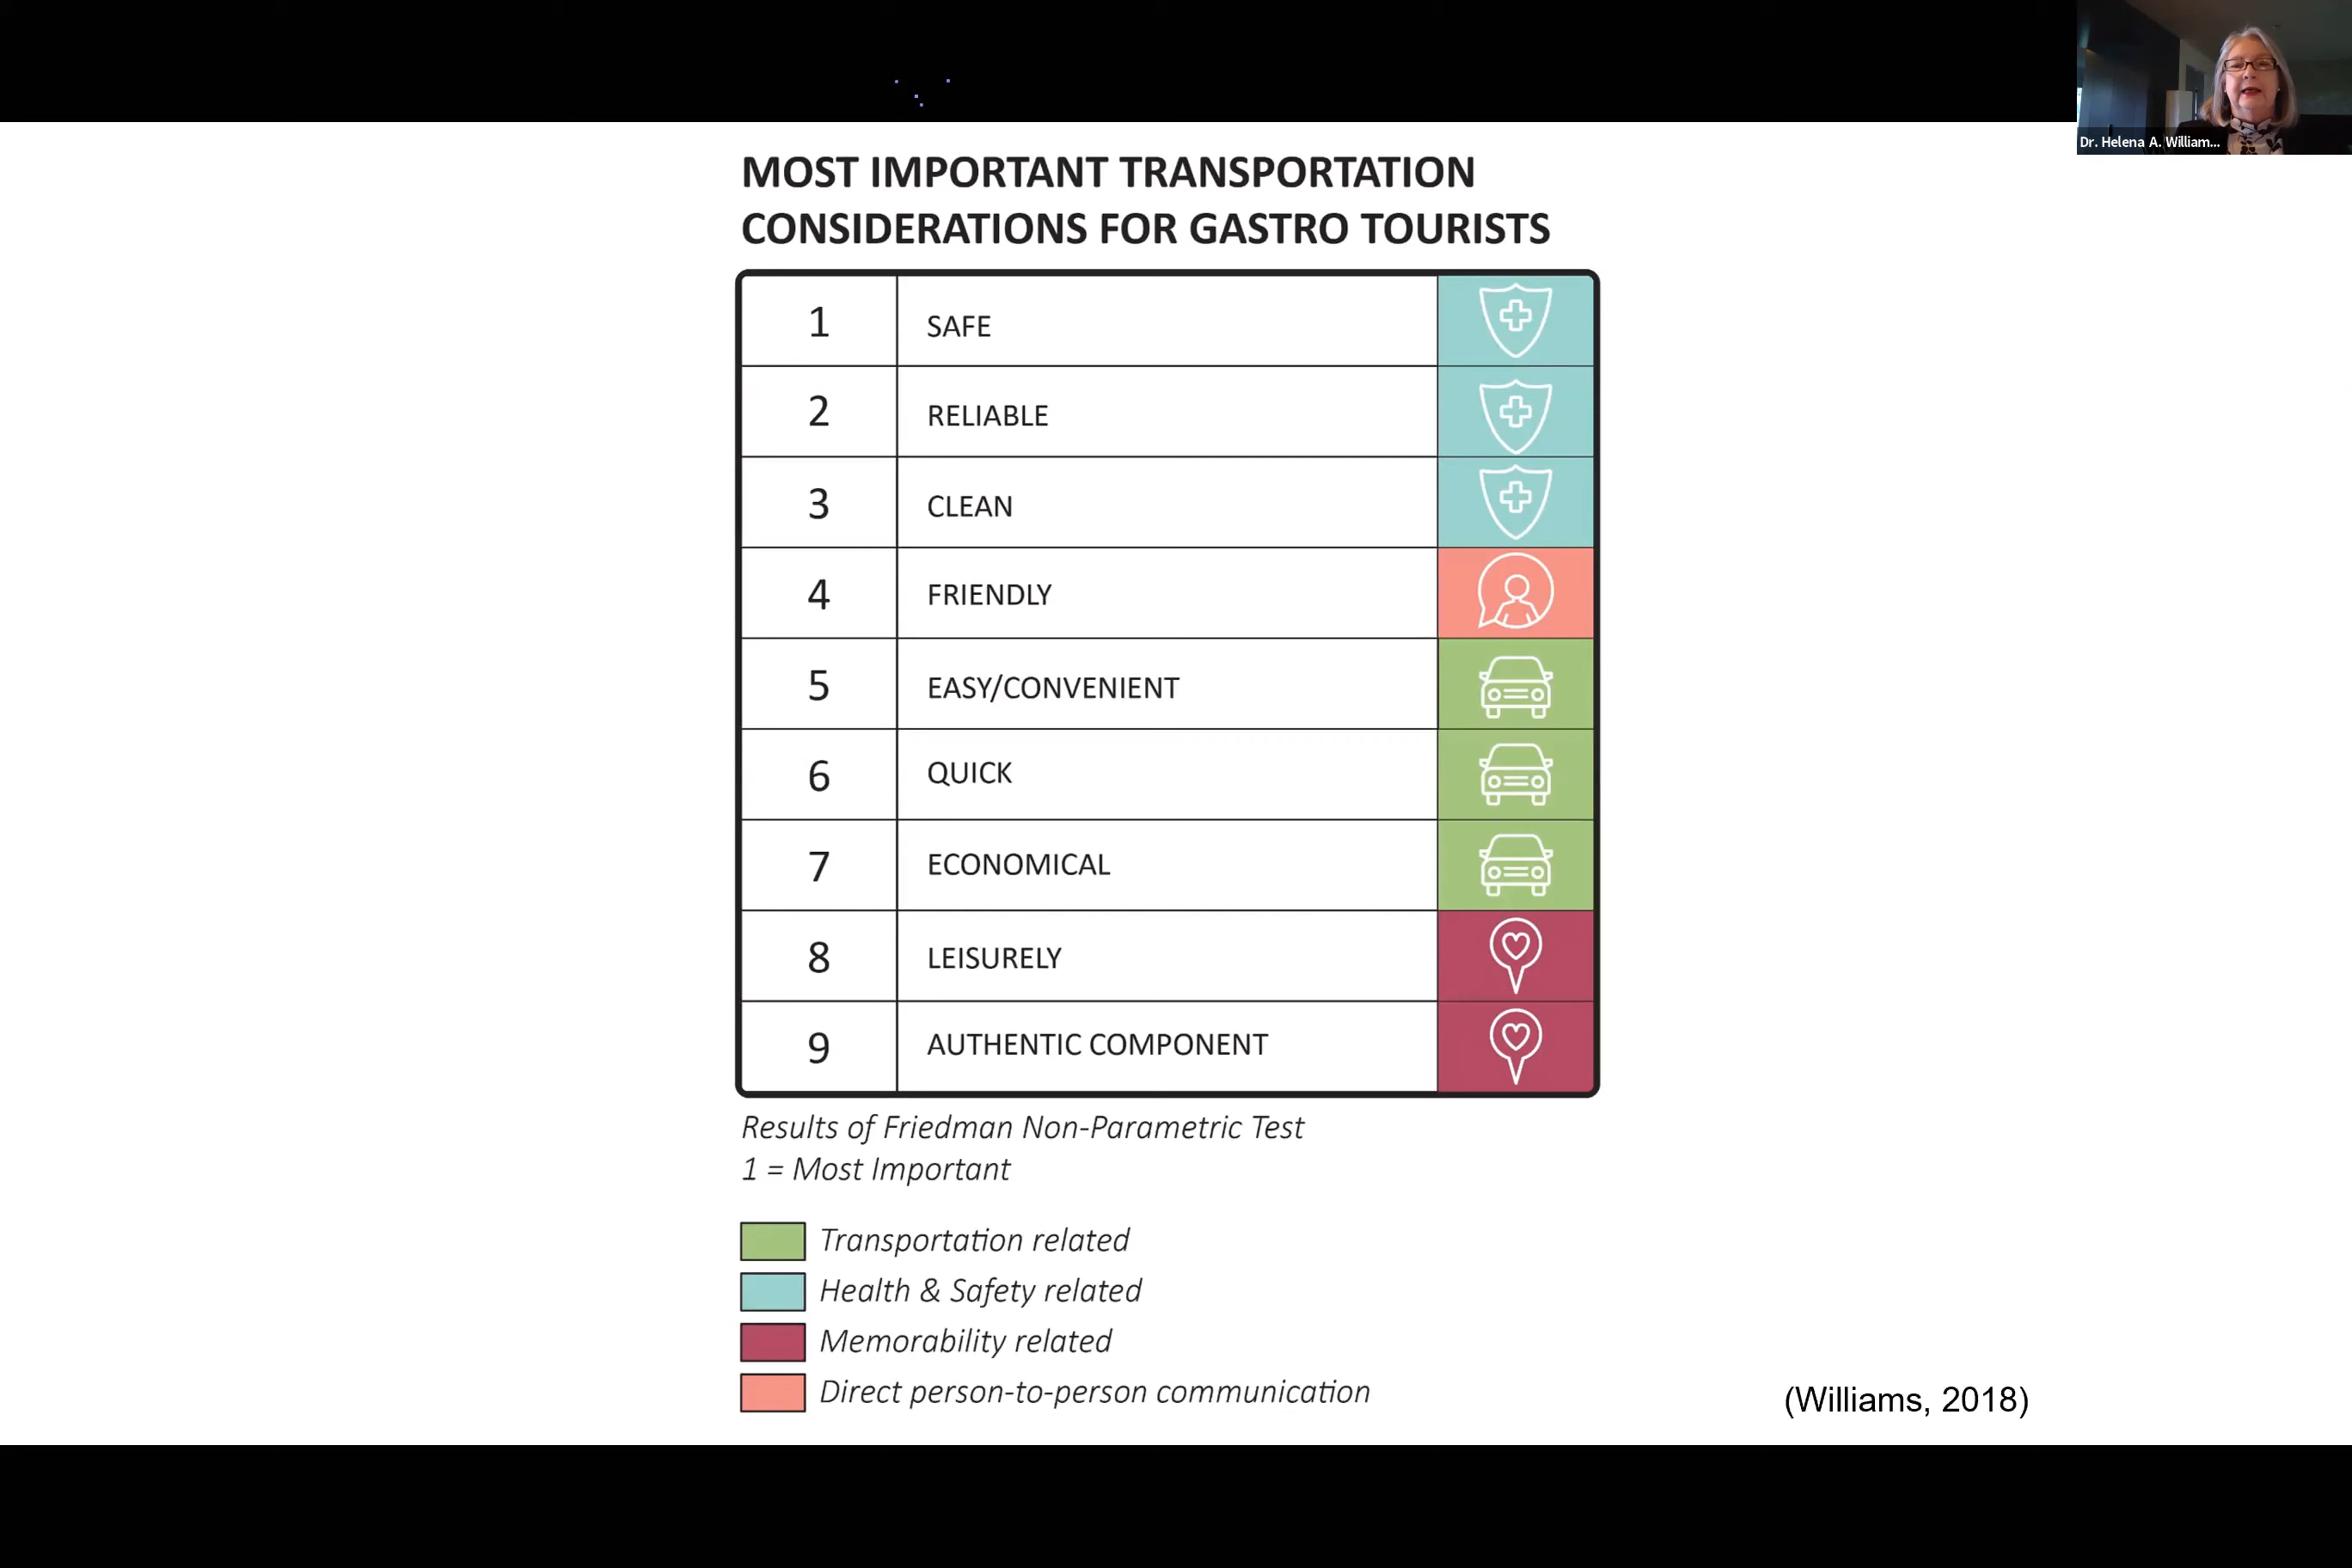 Dr. Helena A. William...
MOST IMPORTANT TRANSPORTATION
CONSIDERATIONS FOR GASTRO TOURISTS
1 SAFE
2 RELIABLE
3 CLEAN
4 FRIENDLY
5 EASY/CONVENIENT
6 QUICK
7 ECONOMICAL
8 LEISURELY
9 AUTHENTIC COMPONENT
Results of Friedman Non-Parametric Test
1 = Most Important
Transportation related
Health & Safety related
Memorability related
Direct person-to-person communication
(Williams, 2018)